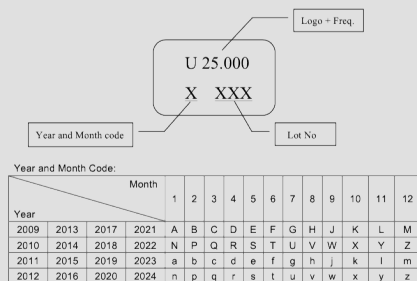 Logo + Freq.
U 25.000
X XXX
Year and Month code
Lot No
Year and Month Code:
Month
Year
1 2 3 4 5 6 7 8 9 10 11 12
2009 2013 2017 2021 A B C D E F G H J K L M
2010 2014 2018 2022 N P Q R S T U V W X Y Z
2011 2015 2019 2023 a b c d e f g h j k l m
2012 2016 2020 2024 n p q r s t u v w x y z